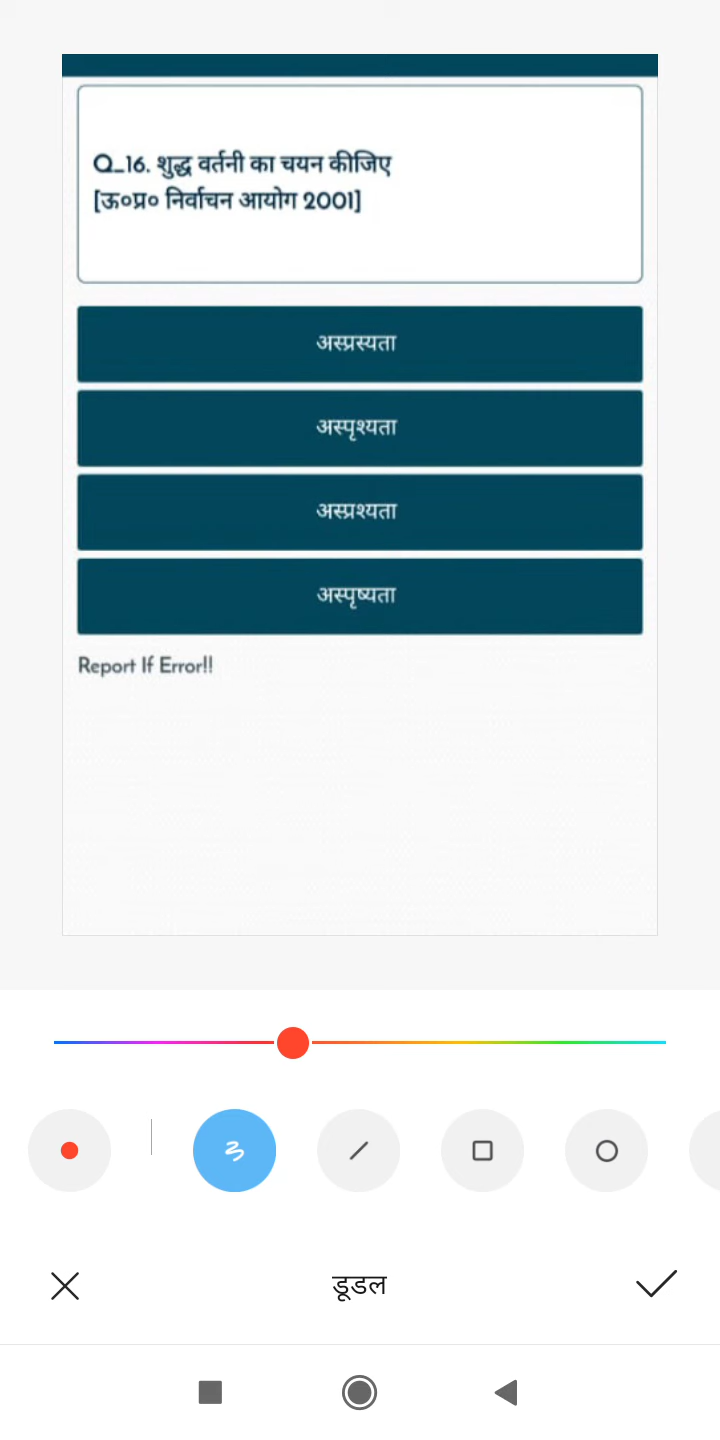 Q_16. शुद्ध वर्तनी का चयन कीजिए
[ऊ०प्र० निर्वाचन आयोग 2001]
अस्प्रस्यता
अस्पृश्यता
अस्प्रश्यता
अस्पृष्यता
Report If Error!!
डूडल